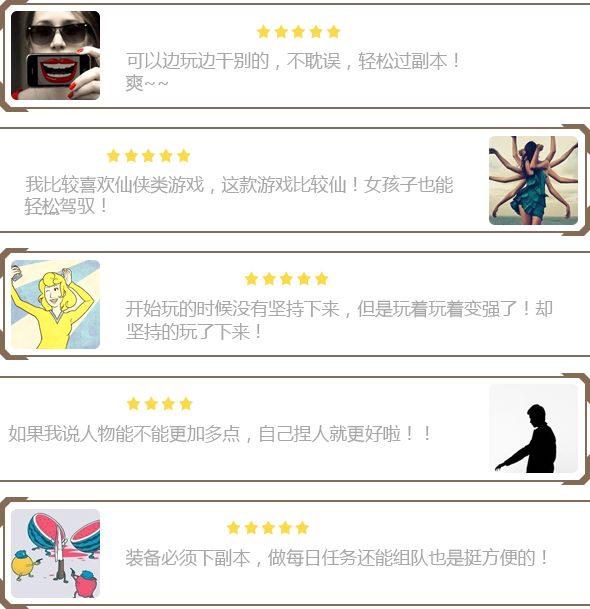 可以边玩边干别的，不耽误，轻松过副本！
爽~~
我比较喜欢仙侠类游戏，这款游戏比较仙！女孩子也能
轻松驾驭！
开始玩的时候没有坚持下来，但是玩着玩着变强了！却
坚持的玩了下来！
如果我说人物能不能更加多点，自己捏人就更好啦！！
装备必须下副本，做每日任务还能组队也是挺方便的！